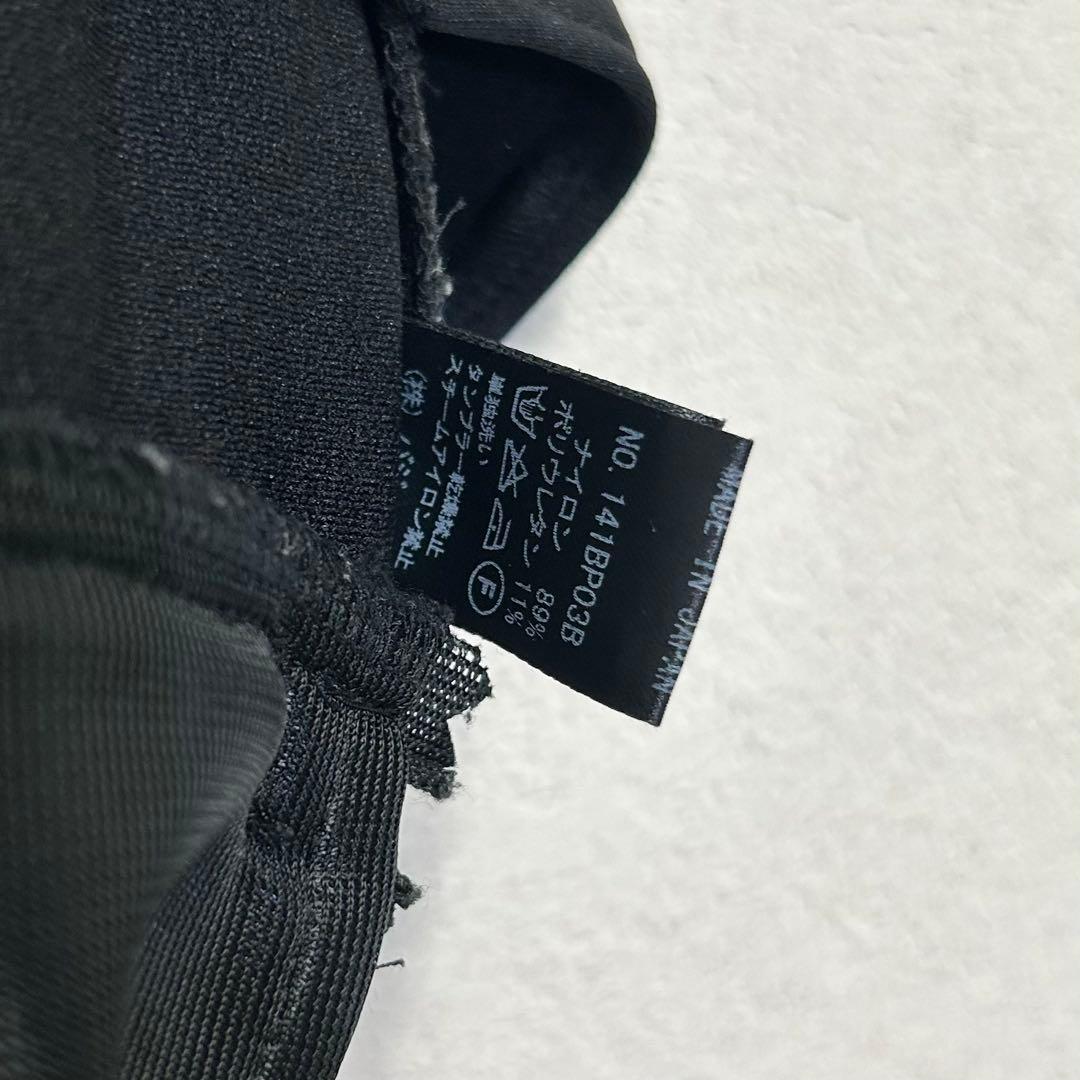 NO. 141BP03B
ナイロン 89%
ポリウレタン 11%
F
単独洗い
タンブラー乾燥禁止
スチームアイロン禁止
(株)
MADE IN JAPAN